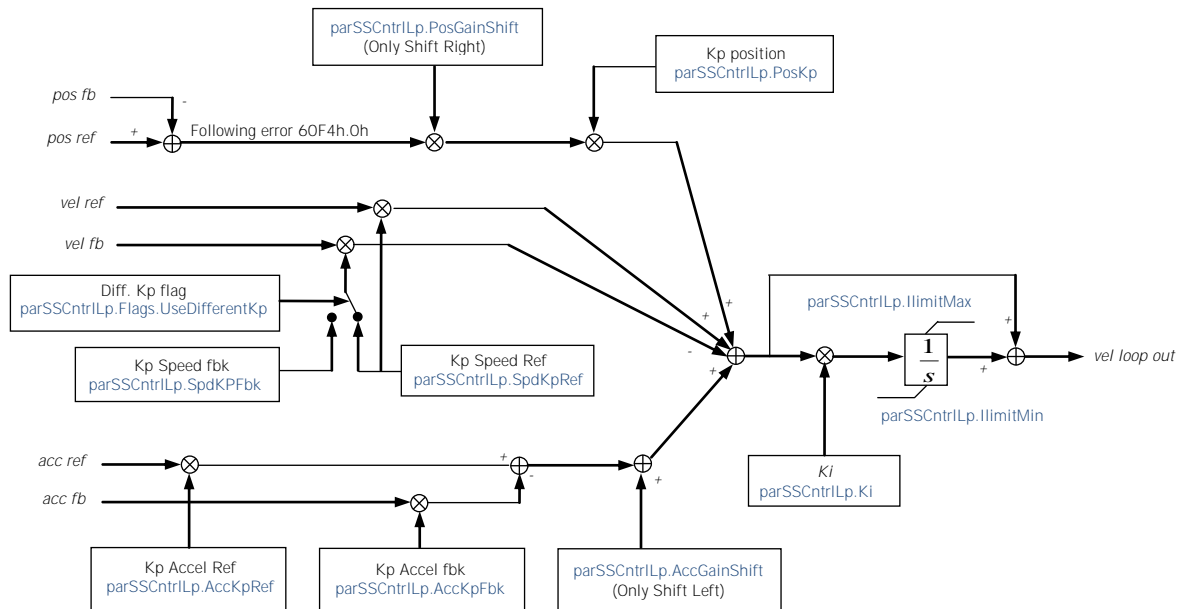 parSSCntrlLp.PosGainShift
(Only Shift Right)
Kp position
parSSCntrlLp.PosKp
pos fb
-
pos ref
+
Following error 60F4h.0h
vel ref
vel fb
Diff. Kp flag
parSSCntrlLp.Flags.UseDifferentKp
Kp Speed fbk
parSSCntrlLp.SpdKPFbk
Kp Speed Ref
parSSCntrlLp.SpdKpRef
+
+
-
+
parSSCntrlLp.IlimitMax
1
s
+
+
vel loop out
parSSCntrlLp.IlimitMin
Ki
parSSCntrlLp.Ki
acc ref
+
-
+
acc fb
Kp Accel Ref
parSSCntrlLp.AccKpRef
Kp Accel fbk
parSSCntrlLp.AccKpFbk
parSSCntrlLp.AccGainShift
(Only Shift Left)